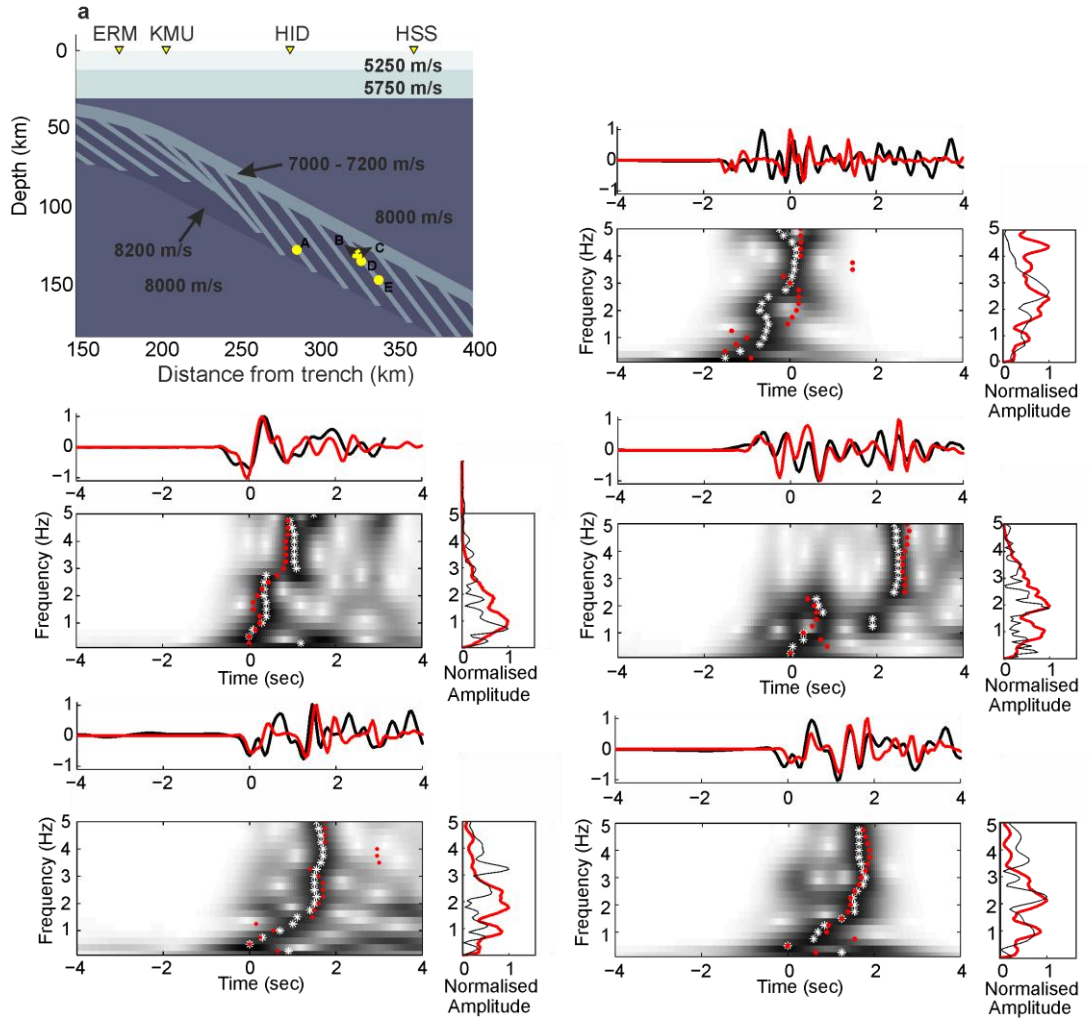 a
ERM KMU HID HSS
0
5250 m/s
5750 m/s
50
7000 - 7200 m/s
100
8000 m/s
A B C
D
8200 m/s
E
8000 m/s
150
Depth (km)
150 200 250 300 350 400
Distance from trench (km)
1
0
−1
−4 −2 0 2 4
5
4
3
2
1
Frequency (Hz)
−4 −2 0 2 4
Time (sec)
5
4
3
2
1
0
0 1
Normalised
Amplitude
1
0
−1
−4 −2 0 2 4
5
4
3
2
1
Frequency (Hz)
−4 −2 0 2 4
Time (sec)
5
4
3
2
1
0 1
Normalised
Amplitude
1
0
−1
−4 −2 0 2 4
5
4
3
2
1
Frequency (Hz)
−4 −2 0 2 4
Time (sec)
5
4
3
2
1
0 1
Normalised
Amplitude
1
0
−1
−4 −2 0 2 4
5
4
3
2
1
Frequency (Hz)
−4 −2 0 2 4
Time (sec)
5
4
3
2
1
0 1
Normalised
Amplitude
1
0
−1
−4 −2 0 2 4
5
4
3
2
1
Frequency (Hz)
−4 −2 0 2 4
Time (sec)
5
4
3
2
1
0 1
Normalised
Amplitude